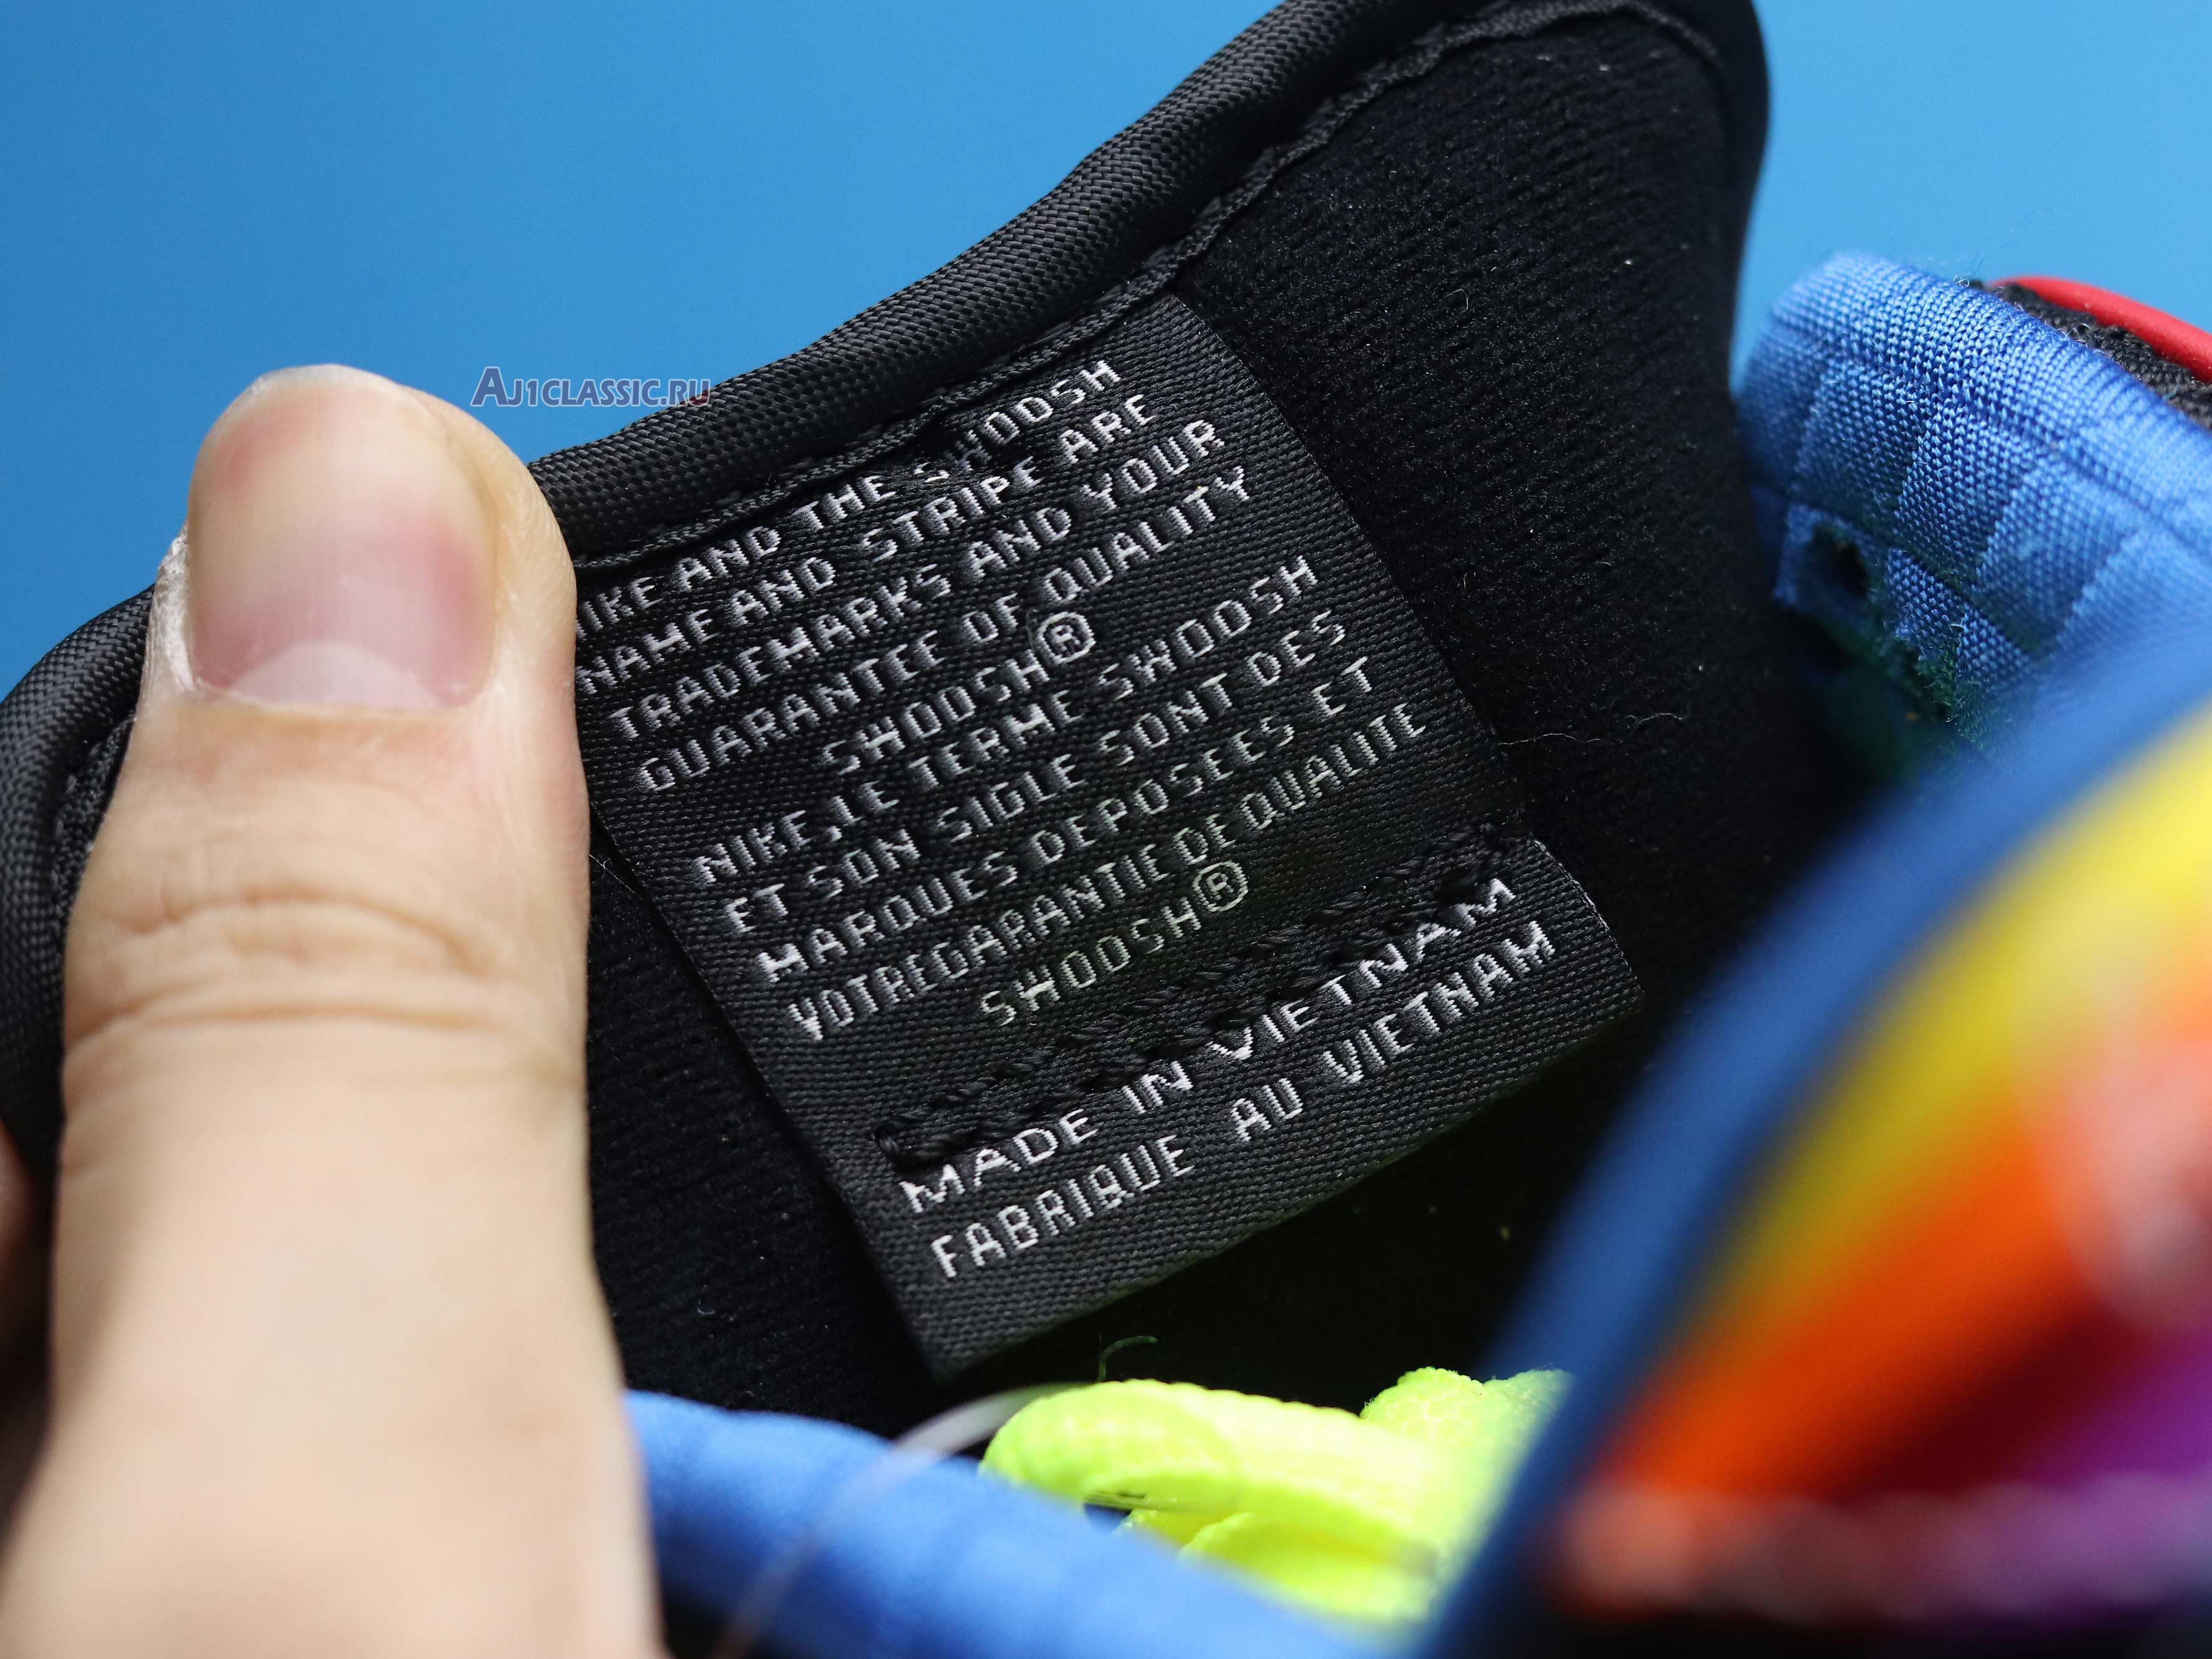 AJ1CLASSIC.RU
NIKE AND THE SWOOSH
NAME AND STRIPE ARE
TRADEMARKS AND YOUR
GUARANTEE OF QUALITY
SWOOSH®
NIKE,LE TERME SWOOSH
ET SON SIGLE SONT DES
MARQUES DEPOSEES ET
VOTREGARANTIE DE QUALITE
SWOOSH®
MADE IN VIETNAM
FABRIQUE AU VIETNAM